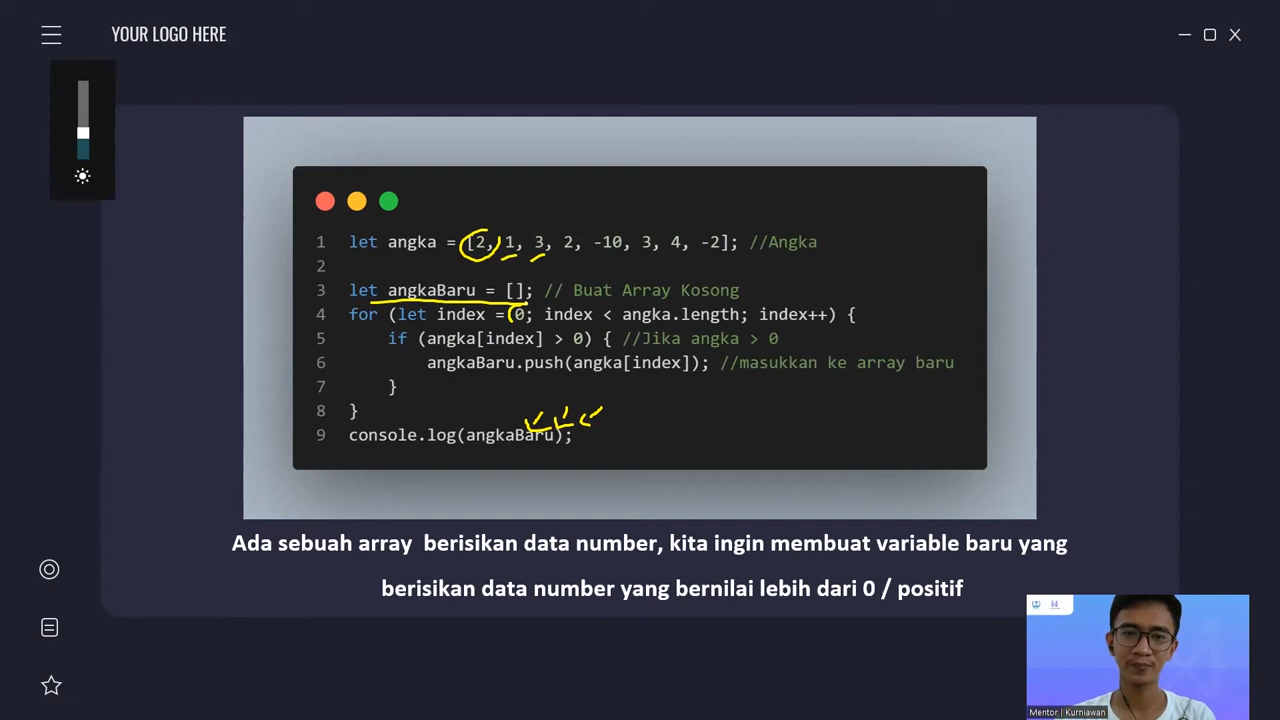 YOUR LOGO HERE
1 let angka = [2, 1, 3, 2, -10, 3, 4, -2]; //Angka
2
3 let angkaBaru = []; // Buat Array Kosong
4 for (let index = 0; index < angka.length; index++) {
5 if (angka[index] > 0) { //Jika angka > 0
6 angkaBaru.push(angka[index]); //masukkan ke array baru
7 }
8 }
9 console.log(angkaBaru);
Ada sebuah array berisikan data number, kita ingin membuat variable baru yang
berisikan data number yang bernilai lebih dari 0 / positif
Mentor | Kurniawan